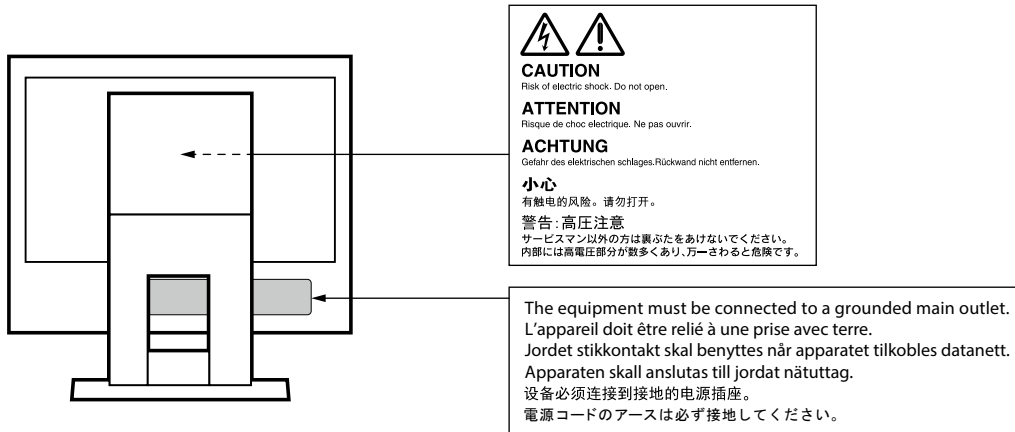 CAUTION
Risk of electric shock. Do not open.
ATTENTION
Risque de choc electrique. Ne pas ouvrir.
ACHTUNG
Gefahr des elektrischen schlages.Rückwand nicht entfernen.
小心
有触电的风险。请勿打开。
警告:高圧注意
サービスマン以外の方は裏ぶたをあけないでください。
内部には高電圧部分が数多くあり、万一さわると危険です。
The equipment must be connected to a grounded main outlet.
L'appareil doit être relié à une prise avec terre.
Jordet stikkontakt skal benyttes når apparatet tilkobles datanett.
Apparaten skall anslutas till jordat nätuttag.
设备必须连接到接地的电源插座。
電源コードのアースは必ず接地してください。